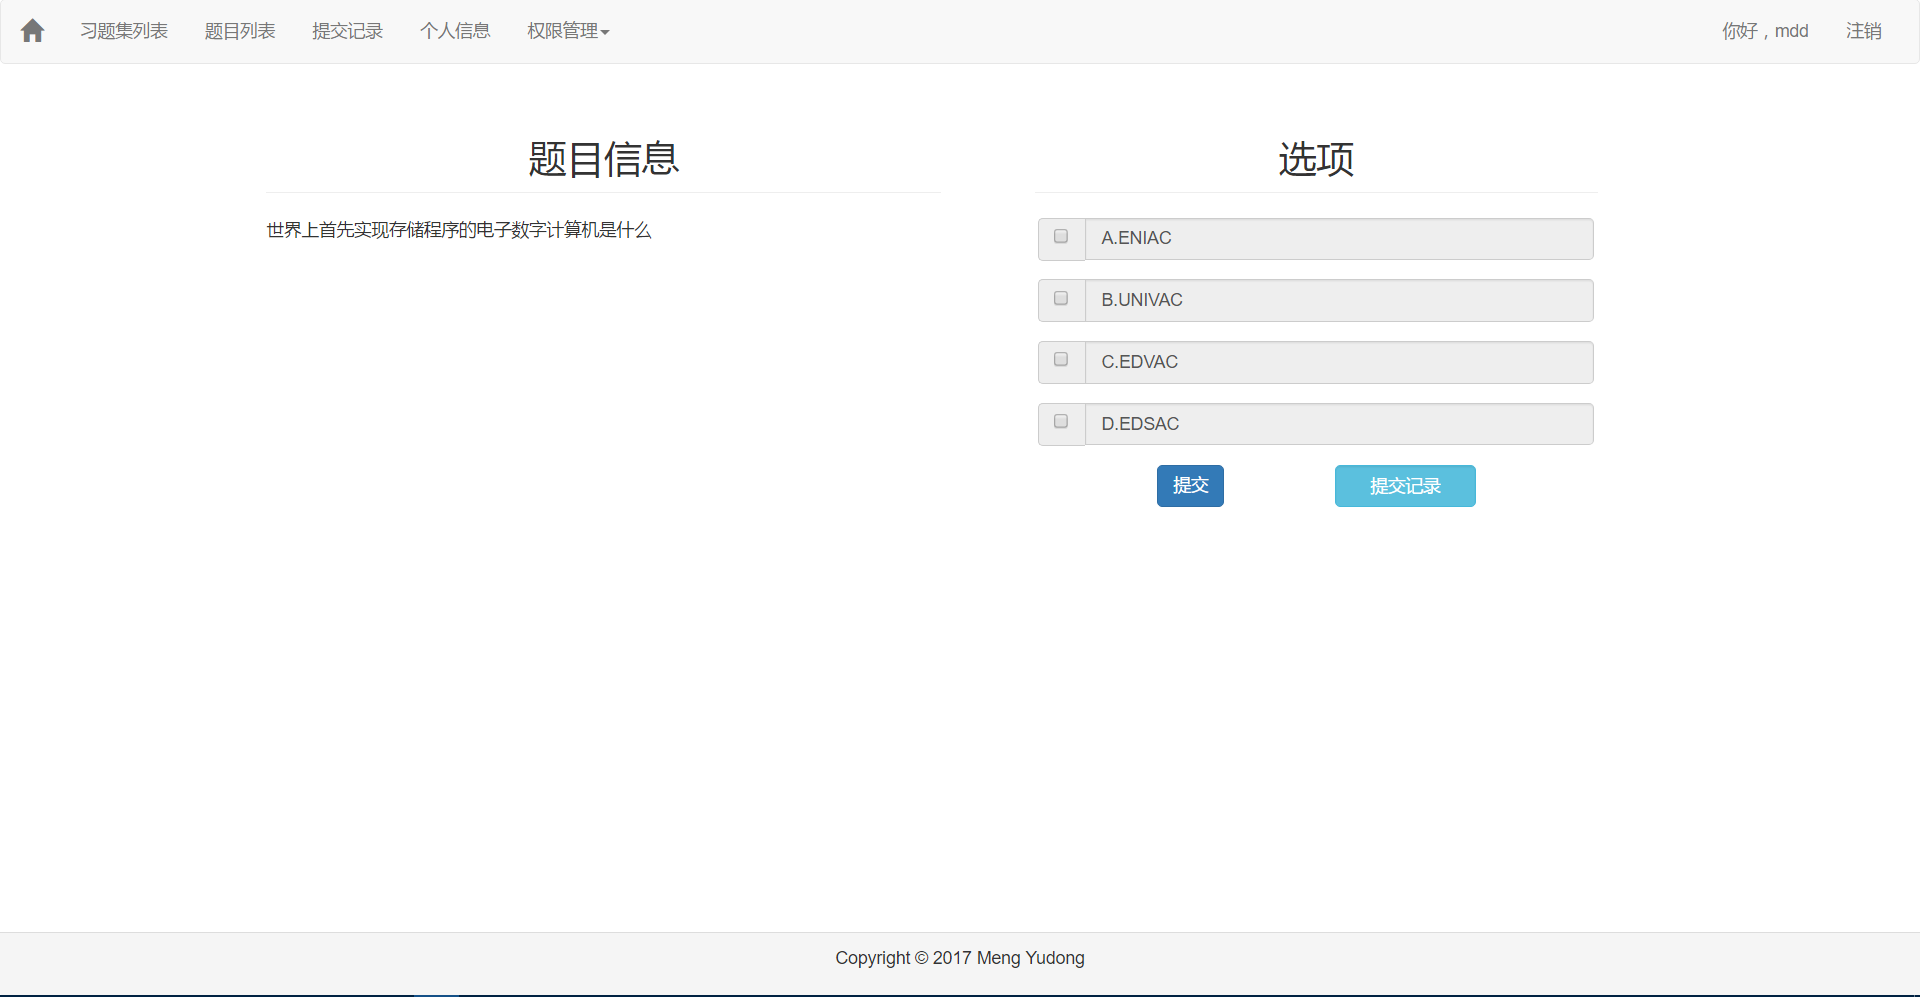 习题集列表 题目列表 提交记录 个人信息 权限管理 你好，mdd 注销
题目信息
世界上首先实现存储程序的电子数字计算机是什么
选项
A.ENIAC
B.UNIVAC
C.EDVAC
D.EDSAC
提交 提交记录
Copyright © 2017 Meng Yudong